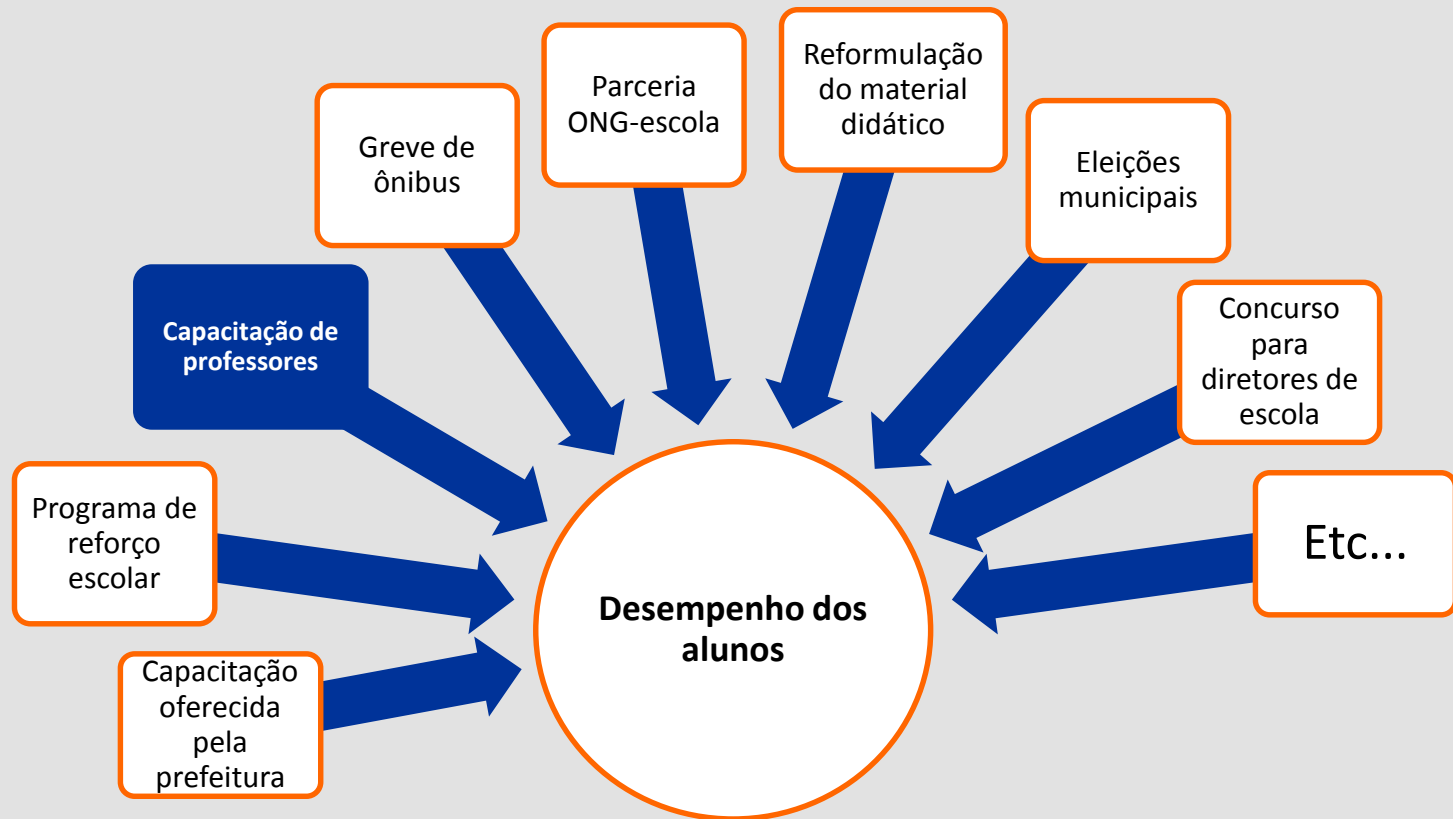 Reformulação
do material
didático
Parceria
ONG-escola
Greve de
ônibus
Eleições
municipais
Capacitação de
professores
Concurso
para
diretores de
escola
Programa de
reforço
escolar
Etc...
Desempenho dos
alunos
Capacitação
oferecida
pela
prefeitura